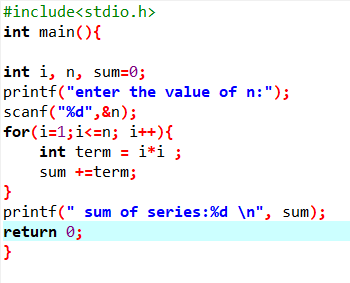 #include<stdio.h>
int main(){
int i, n, sum=0;
printf("enter the value of n:");
scanf("%d",&n);
for(i=1;i<=n; i++){
    int term = i*i ;
    sum +=term;
}
printf(" sum of series:%d \n", sum);
return 0;
}